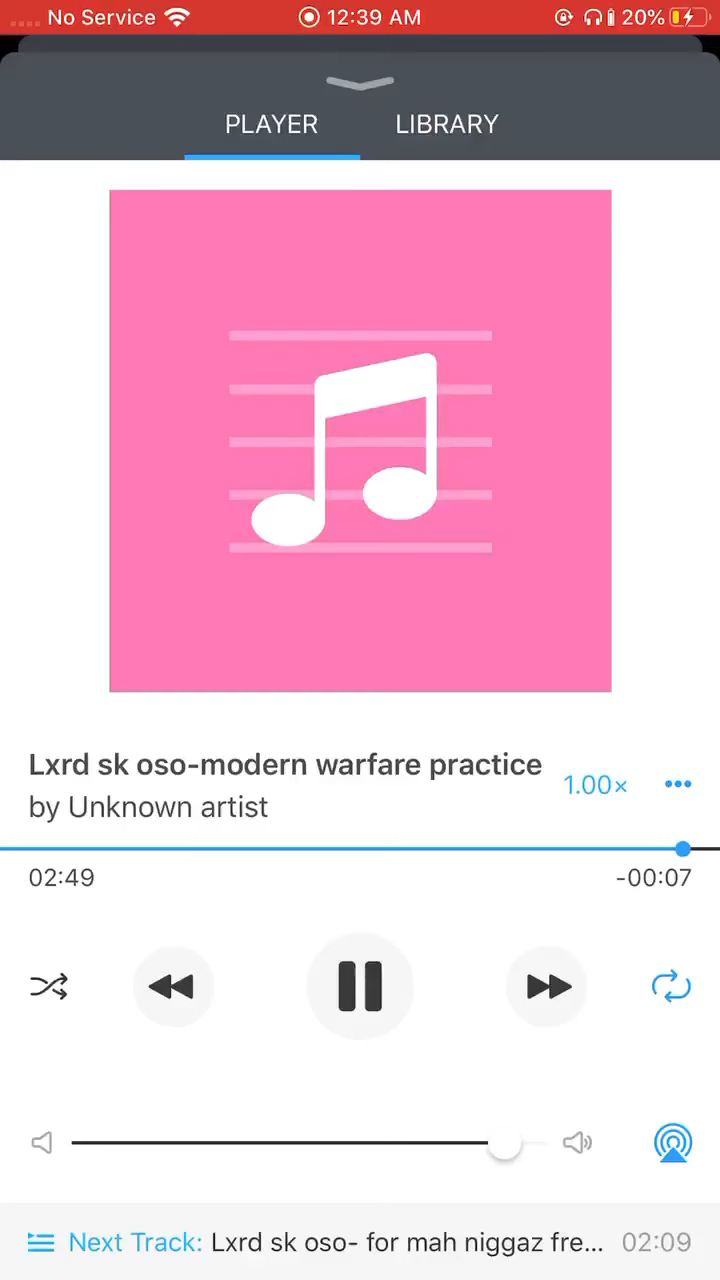 No Service 12:39 AM 20%
PLAYER LIBRARY
Lxrd sk oso-modern warfare practice
1.00×
by Unknown artist
02:49 -00:07
Next Track: Lxrd sk oso- for mah niggaz fre... 02:09